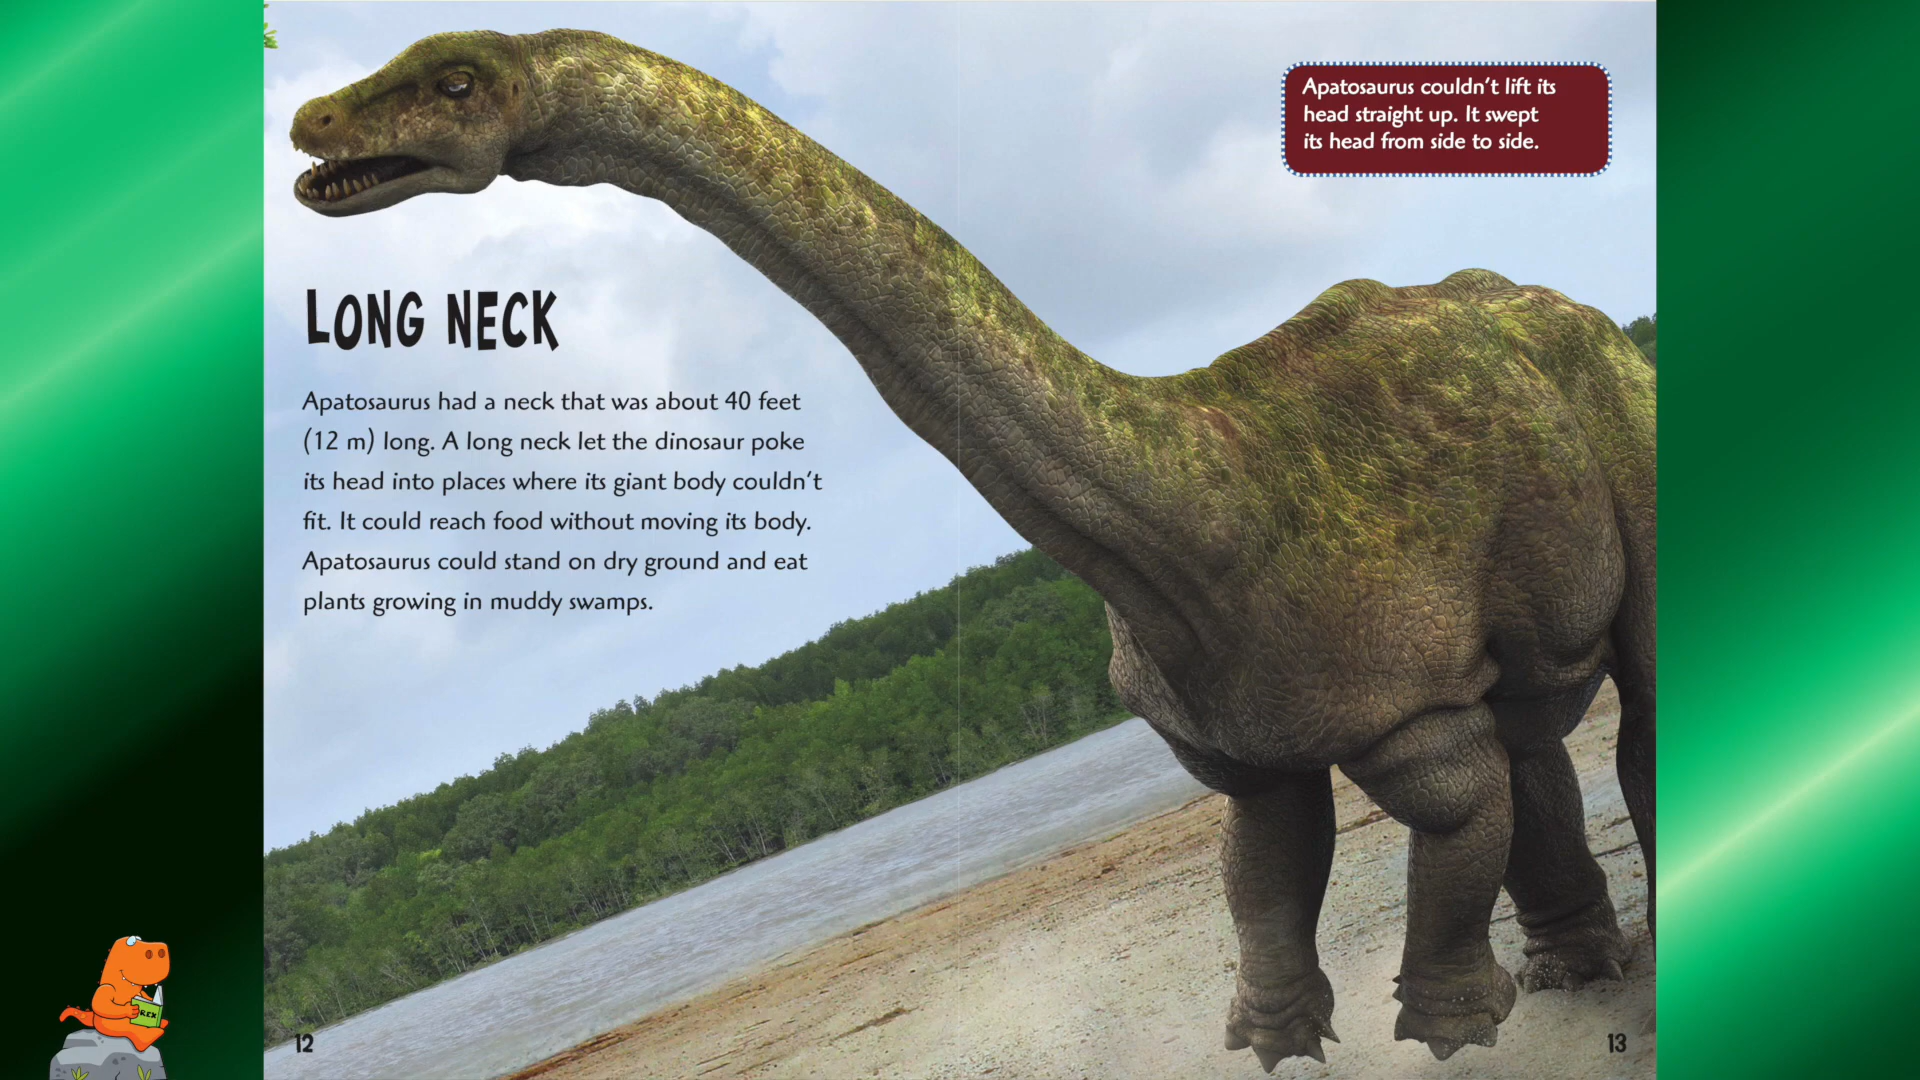 Apatosaurus couldn't lift its
head straight up. It swept
its head from side to side.
LONG NECK
Apatosaurus had a neck that was about 40 feet
(12 m) long. A long neck let the dinosaur poke
its head into places where its giant body couldn't
fit. It could reach food without moving its body.
Apatosaurus could stand on dry ground and eat
plants growing in muddy swamps.
REX
12
13